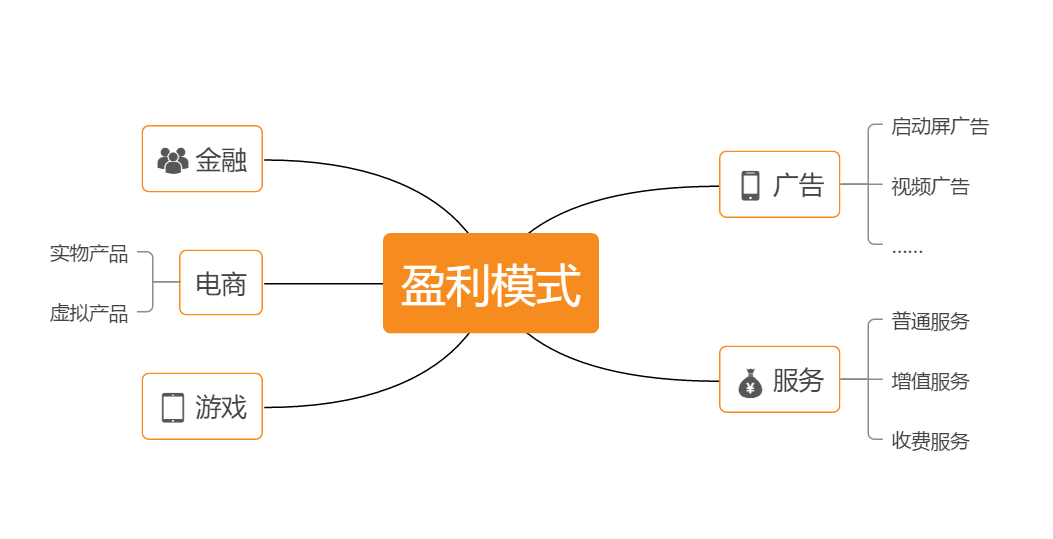 盈利模式
广告
启动屏广告
视频广告
......
服务
普通服务
增值服务
收费服务
金融
电商
实物产品
虚拟产品
游戏